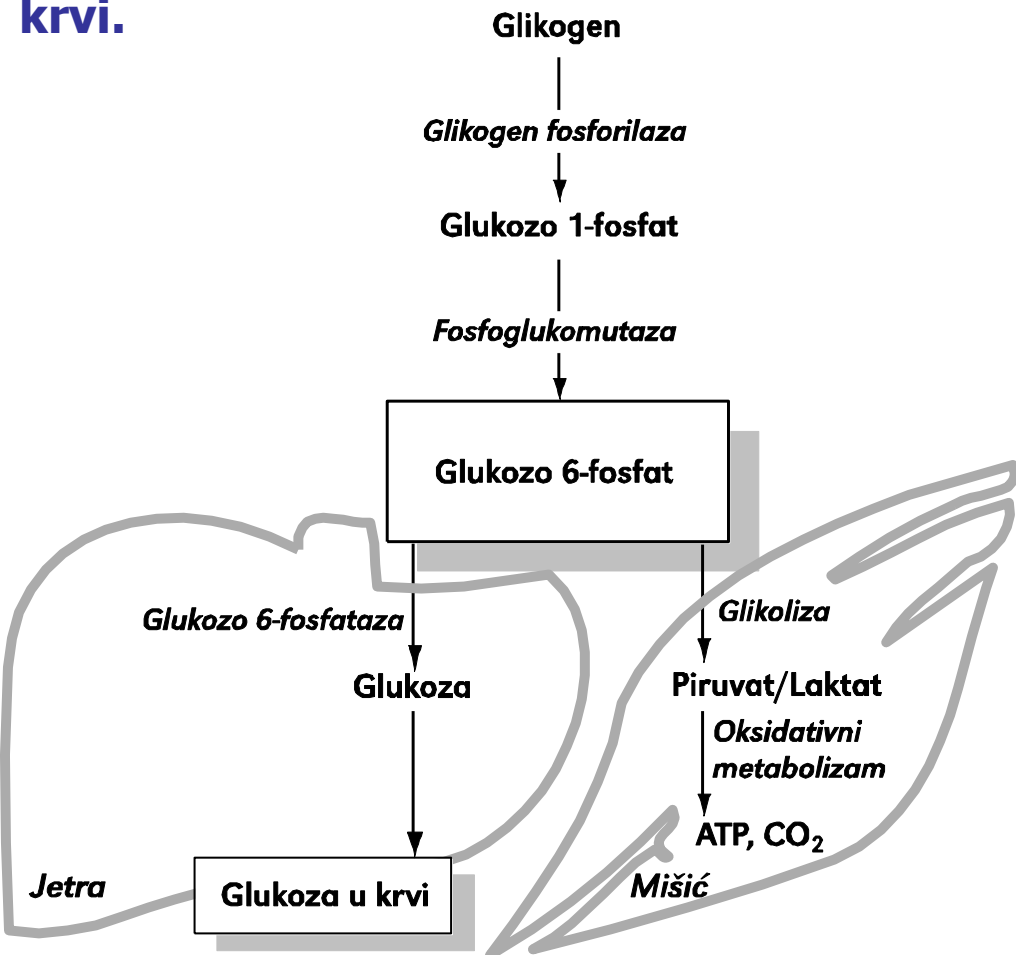 krvi.
Glikogen
Glikogen fosforilaza
Glukozo 1-fosfat
Fosfoglukomutaza
Glukozo 6-fosfat
Glukozo 6-fosfataza
Glikoliza
Glukoza
Piruvat/Laktat
Oksidativni
metabolizam
ATP, CO₂
Jetra
Glukoza u krvi
Mišić